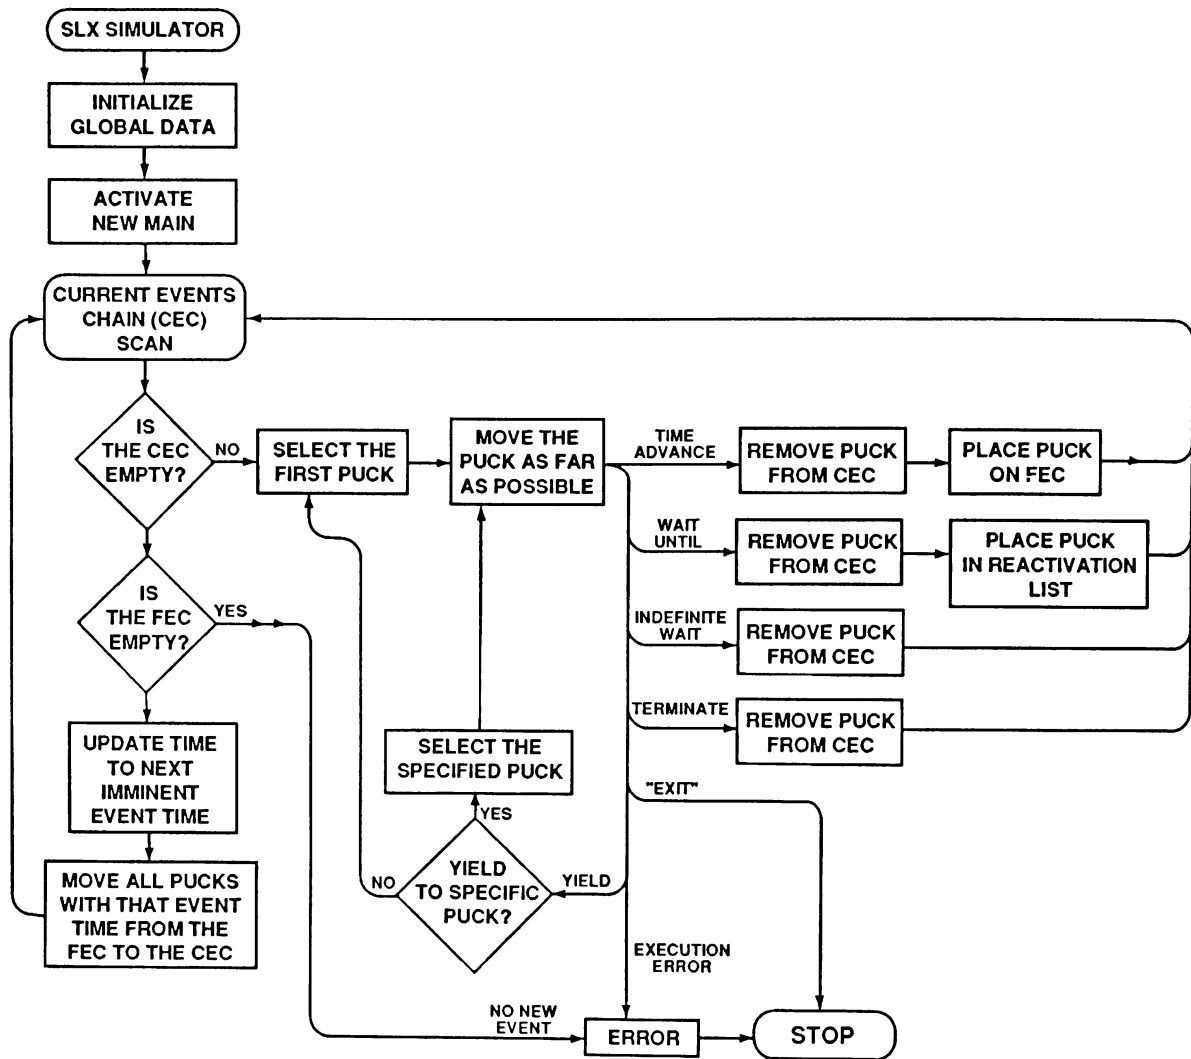 SLX SIMULATOR
INITIALIZE
GLOBAL DATA
ACTIVATE
NEW MAIN
CURRENT EVENTS
CHAIN (CEC)
SCAN
IS
THE CEC
EMPTY?
NO
SELECT THE
FIRST PUCK
MOVE THE
PUCK AS FAR
AS POSSIBLE
TIME
ADVANCE
REMOVE PUCK
FROM CEC
PLACE PUCK
ON FEC
WAIT
UNTIL
REMOVE PUCK
FROM CEC
PLACE PUCK
IN REACTIVATION
LIST
IS
THE FEC
EMPTY?
YES
INDEFINITE
WAIT
REMOVE PUCK
FROM CEC
TERMINATE
REMOVE PUCK
FROM CEC
UPDATE TIME
TO NEXT
IMMINENT
EVENT TIME
SELECT THE
SPECIFIED PUCK
"EXIT"
YES
YIELD
TO SPECIFIC
PUCK?
NO
YIELD
MOVE ALL PUCKS
WITH THAT EVENT
TIME FROM THE
FEC TO THE CEC
EXECUTION
ERROR
NO NEW
EVENT
ERROR
STOP